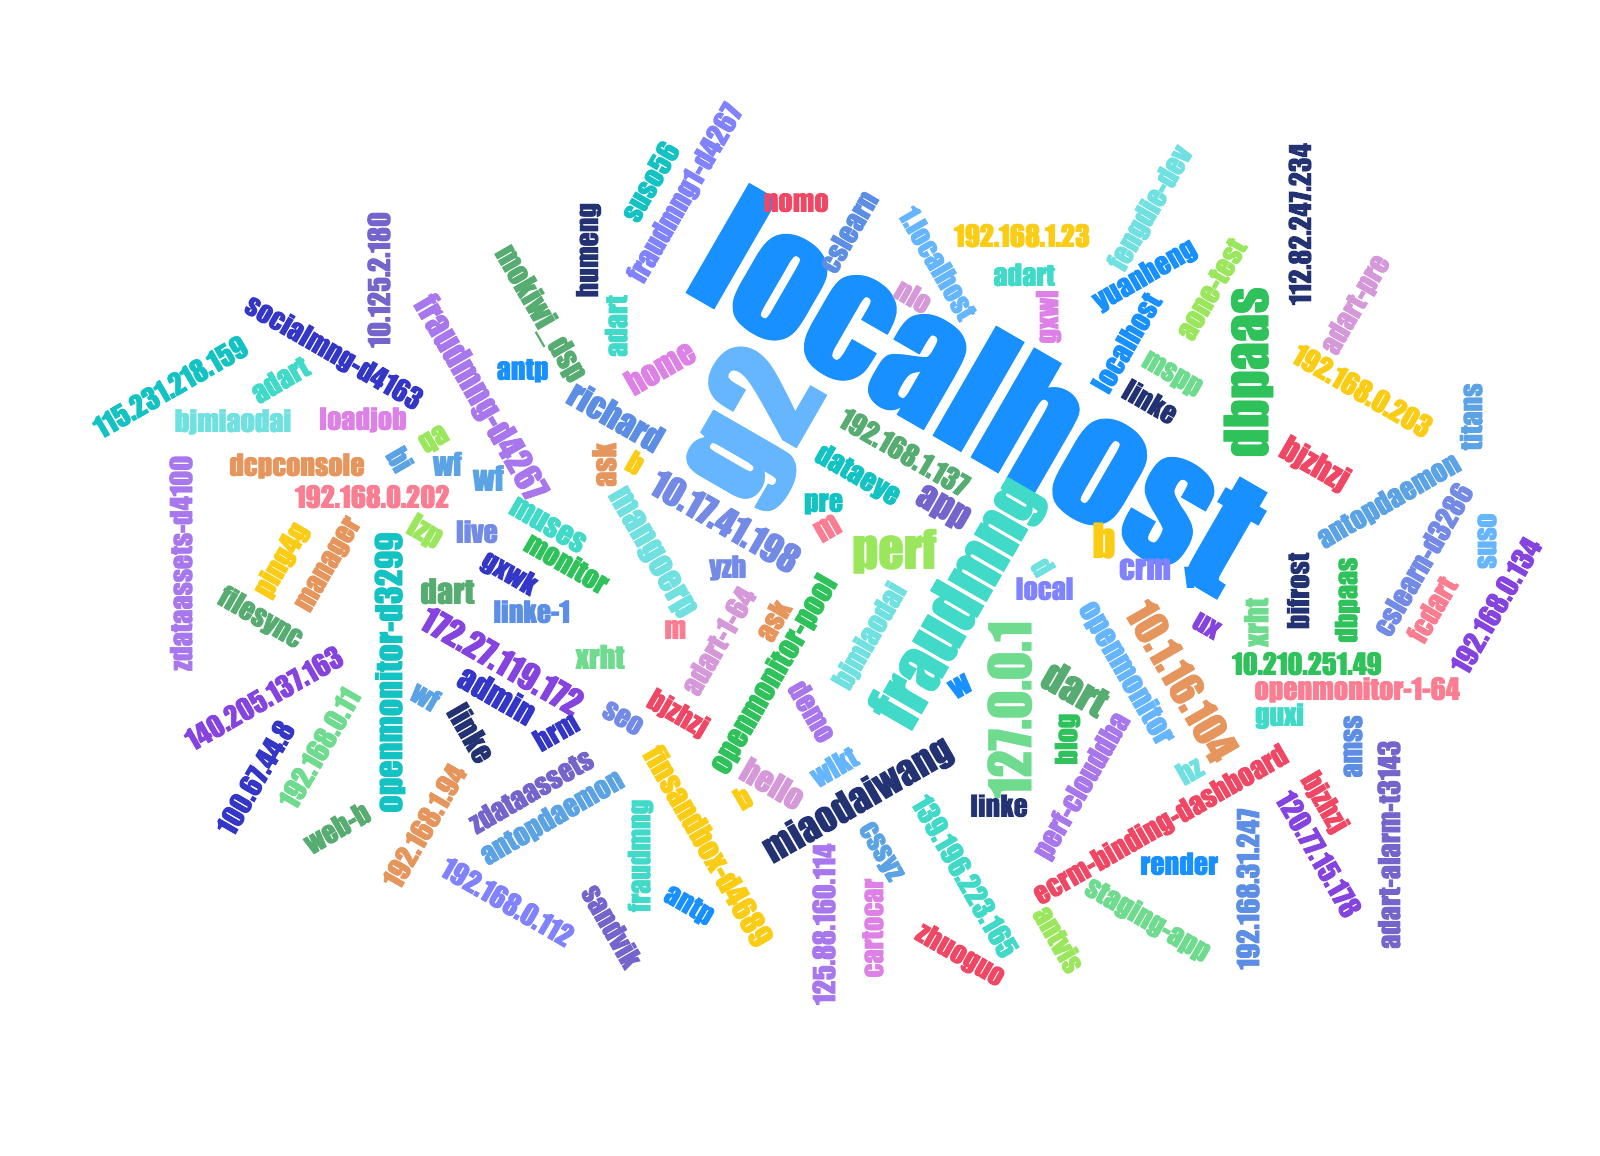 fraudmng1-d4267
suso56
nomo
cslearn
humeng
10.125.2.180
1.localhost
192.168.1.23
fengdie-dev
112.82.247.234
localhost
mokiwi_dsp
adart
adart
nlo
gxwl
yuanheng
aone-test
adart-pre
socialmng-d4163
115.231.218.159
adart
fraudmng-d4267
antp
home
g2
localhost
mspp
linke
dbpaas
192.168.0.203
titans
bjmiaodai
loadjob
qa
bi
wf
wf
richard
ask
b
192.168.1.137
dataeye
app
pre
m
bjzhzj
antopdaemon
dcpconsole
192.168.0.202
zdataassets-d4100
10.17.41.198
mangoerp
fraudmng
perf
b
crm
pimg4g
manager
lzp
live
muses
monitor
gxwk
yzh
d
local
bifrost
dbpaas
cslearn-d3286
suso
fcdart
192.168.0.134
filesync
openmonitor-d3299
dart
linke-1
172.27.119.172
m
adart-1-64
ask
openmonitor-pool
bjmiaodai
127.0.0.1
openmonitor
10.1.16.104
ux
xrht
10.210.251.49
openmonitor-1-64
guxi
140.205.137.163
192.168.0.11
100.67.44.8
xrht
admin
wf
linke
hrm
seo
bjzhzj
demo
w
dart
blog
perf-clouddba
hz
amss
adart-alarm-t3143
web-b
192.168.1.94
zdataassets
antopdaemon
finsandbox-d4689
hello
b
wlkt
miaodaiwang
linke
ecrm-binding-dashboard
bjzhzj
120.77.15.178
192.168.0.112
sandvik
fraudmng
antp
125.88.160.114
cssyz
cartocar
139.196.223.165
zhuoguo
antvis
staging-app
render
192.168.31.247